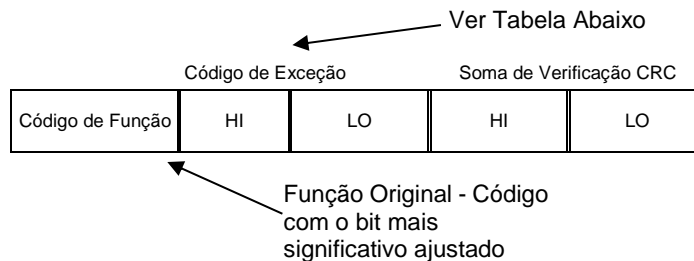 Ver Tabela Abaixo
Código de Exceção
Soma de Verificação CRC
Código de Função
HI
LO
HI
LO
Função Original - Código
com o bit mais
significativo ajustado